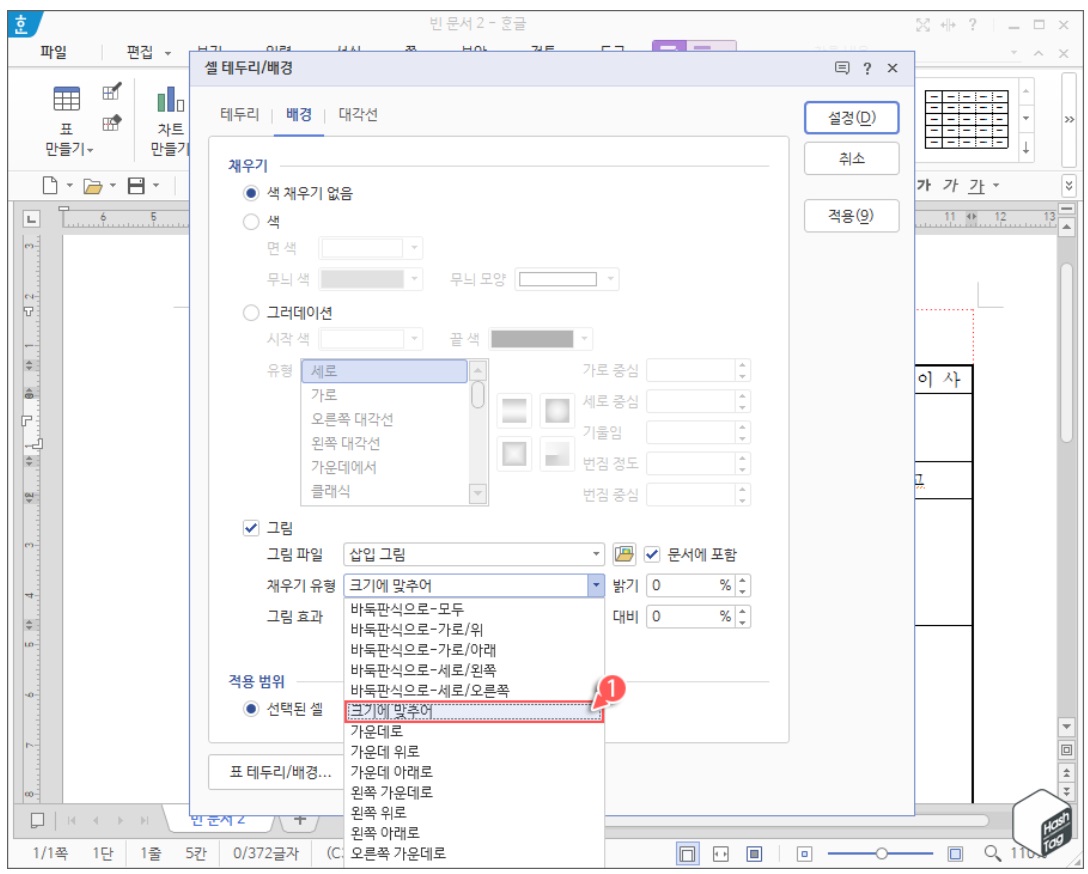 빈 문서 2 - 훈글
파일 편집
셀 테두리/배경
표 만들기
차트 만들기
테두리 배경 대각선
설정(D)
취소
적용(9)
가 가 가
채우기
색 채우기 없음
색
면 색
무늬 색 무늬 모양
그러데이션
시작 색 끝 색
유형 세로
가로
오른쪽 대각선
왼쪽 대각선
가운데에서
클래식
가로 중심
세로 중심
기울임
번짐 정도
번짐 중심
이 사
그림
그림 파일 삽입 그림 문서에 포함
채우기 유형 크기에 맞추어 밝기 0 %
그림 효과 대비 0 %
바둑판식으로-모두
바둑판식으로-가로/위
바둑판식으로-가로/아래
바둑판식으로-세로/왼쪽
바둑판식으로-세로/오른쪽
크기에 맞추어
가운데로
가운데 위로
가운데 아래로
왼쪽 가운데로
왼쪽 위로
왼쪽 아래로
오른쪽 가운데로
1
적용 범위
선택된 셀
표 테두리/배경...
빈 문서 2
1/1쪽 1단 1줄 5칸 0/372글자
Hash
Tag